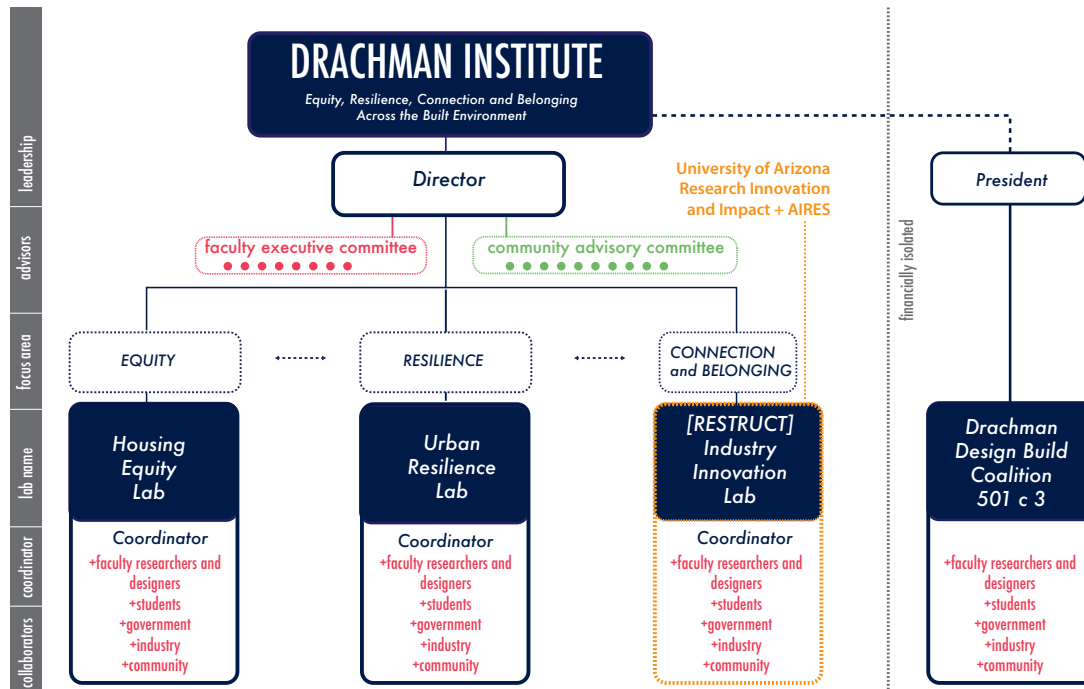 DRACHMAN INSTITUTE
Equity, Resilience, Connection and Belonging
Across the Built Environment
leadership
Director
University of Arizona
Research Innovation
and Impact + AIRES
President
advisors
faculty executive committee
community advisory committee
financially isolated
focus area
EQUITY
RESILIENCE
CONNECTION
and BELONGING
lab name
Housing
Equity
Lab
Urban
Resilience
Lab
[RESTRUCT]
Industry
Innovation
Lab
Drachman
Design Build
Coalition
501 c 3
coordinator
collaborators
Coordinator
+faculty researchers and
designers
+students
+government
+industry
+community
Coordinator
+faculty researchers and
designers
+students
+government
+industry
+community
Coordinator
+faculty researchers and
designers
+students
+government
+industry
+community
+faculty researchers and
designers
+students
+government
+industry
+community